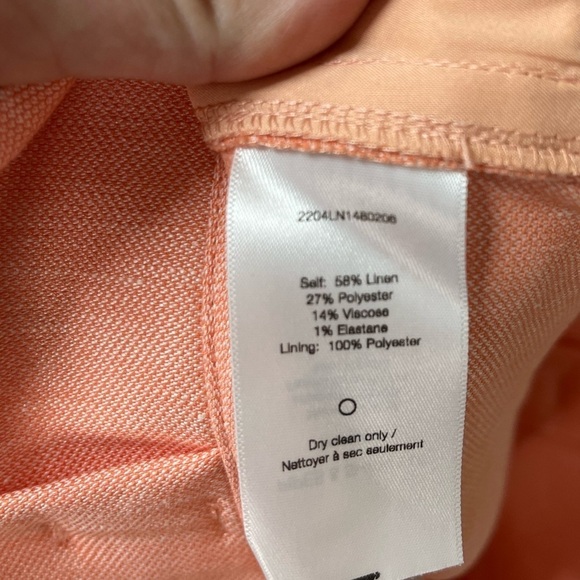 2204LN1480206
Self: 58% Linen
27% Polyester
14% Viscose
1% Elastane
Lining: 100% Polyester
Dry clean only /
Nettoyer à sec seulement